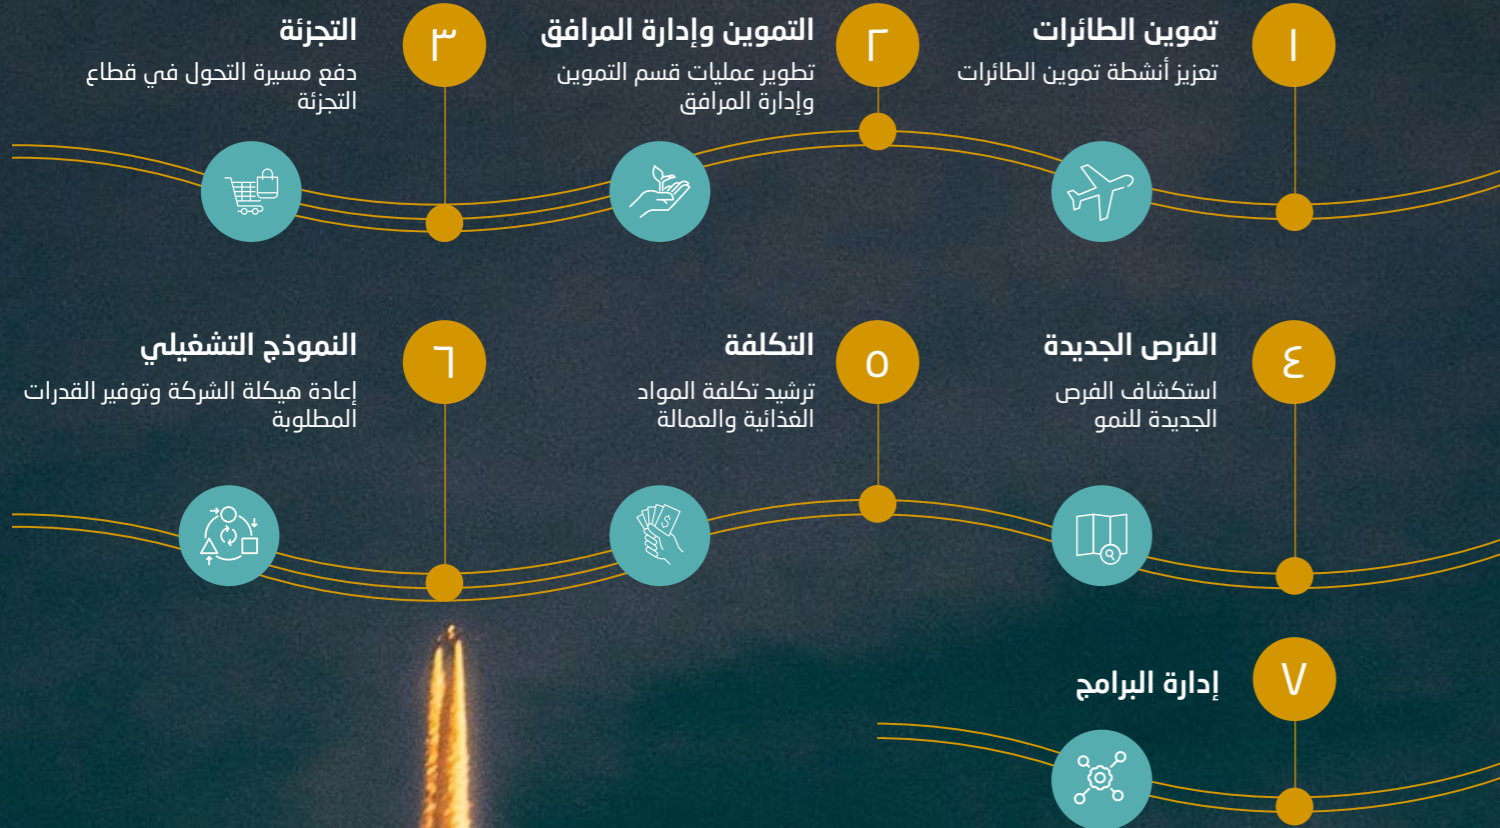 ١
تموين الطائرات
تعزيز أنشطة تموين الطائرات
٢
التموين وإدارة المرافق
تطوير عمليات قسم التموين
وإدارة المرافق
٣
التجزئة
دفع مسيرة التحول في قطاع
التجزئة
٤
الفرص الجديدة
استكشاف الفرص
الجديدة للنمو
٥
التكلفة
ترشيد تكلفة المواد
الغذائية والعمالة
$
٦
النموذج التشغيلي
إعادة هيكلة الشركة وتوفير القدرات
المطلوبة
٧
إدارة البرامج